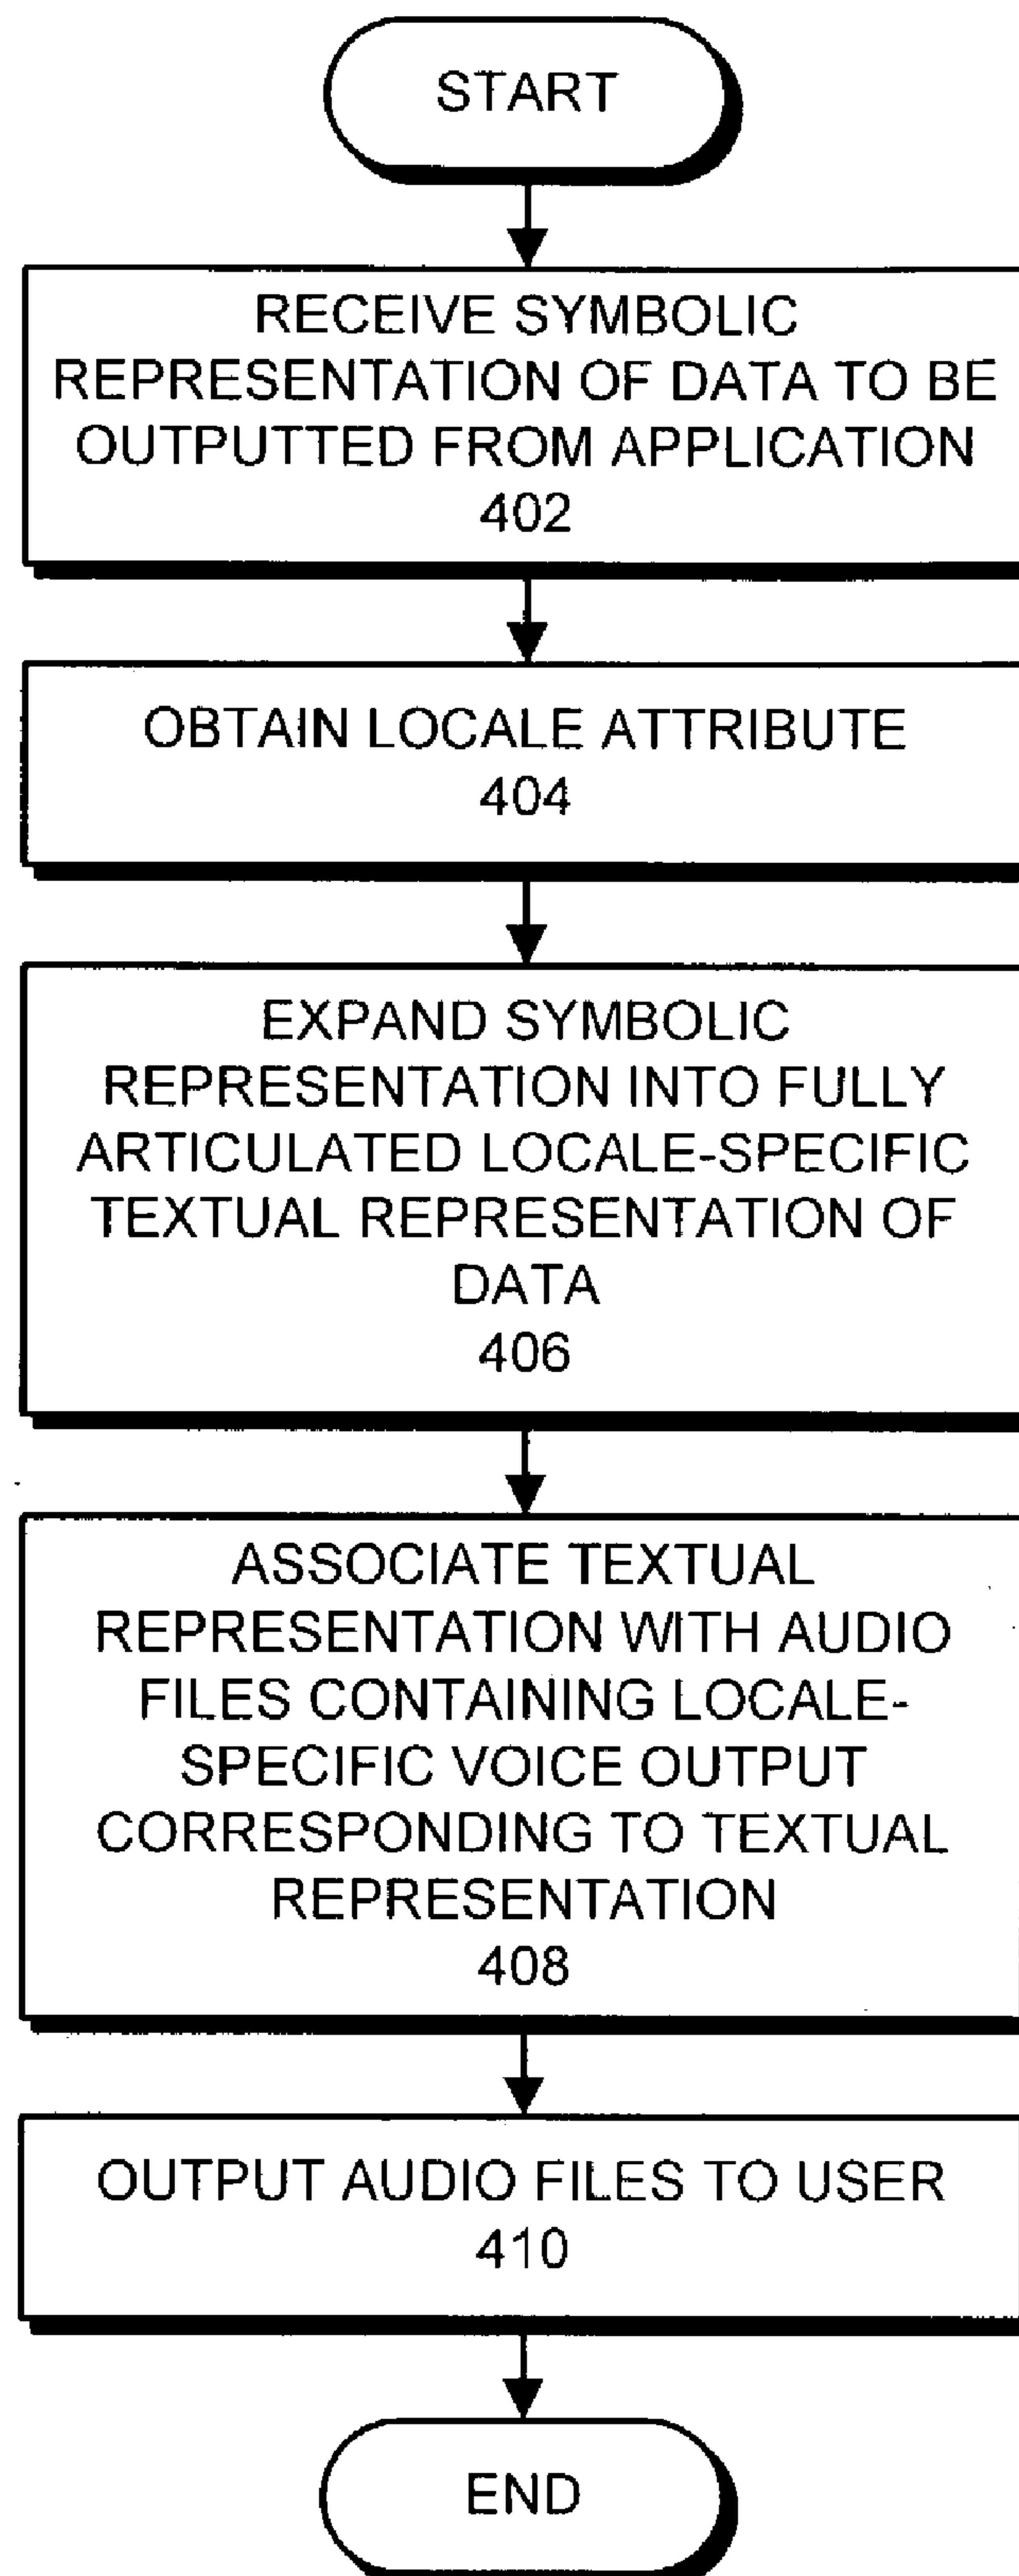 START
RECEIVE SYMBOLIC
REPRESENTATION OF DATA TO BE
OUTPUTTED FROM APPLICATION
402
OBTAIN LOCALE ATTRIBUTE
404
EXPAND SYMBOLIC
REPRESENTATION INTO FULLY
ARTICULATED LOCALE-SPECIFIC
TEXTUAL REPRESENTATION OF
DATA
406
ASSOCIATE TEXTUAL
REPRESENTATION WITH AUDIO
FILES CONTAINING LOCALE-
SPECIFIC VOICE OUTPUT
CORRESPONDING TO TEXTUAL
REPRESENTATION
408
OUTPUT AUDIO FILES TO USER
410
END